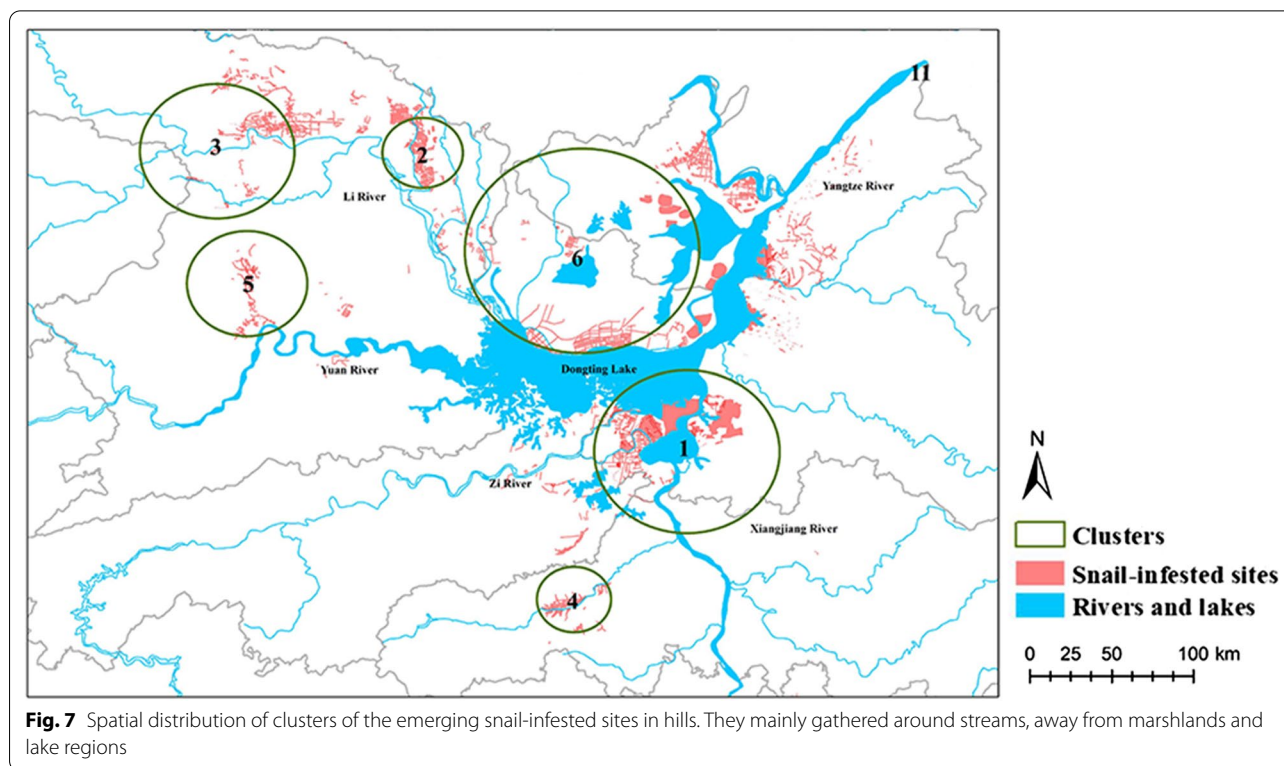 11
3
2
Li River
Yangtze River
6
5
Yuan River
Dongting Lake
1
Zi River
Xiangjiang River
4
N
Clusters
Snail-infested sites
Rivers and lakes
0 25 50 100 km
Fig. 7 Spatial distribution of clusters of the emerging snail-infested sites in hills. They mainly gathered around streams, away from marshlands and
lake regions